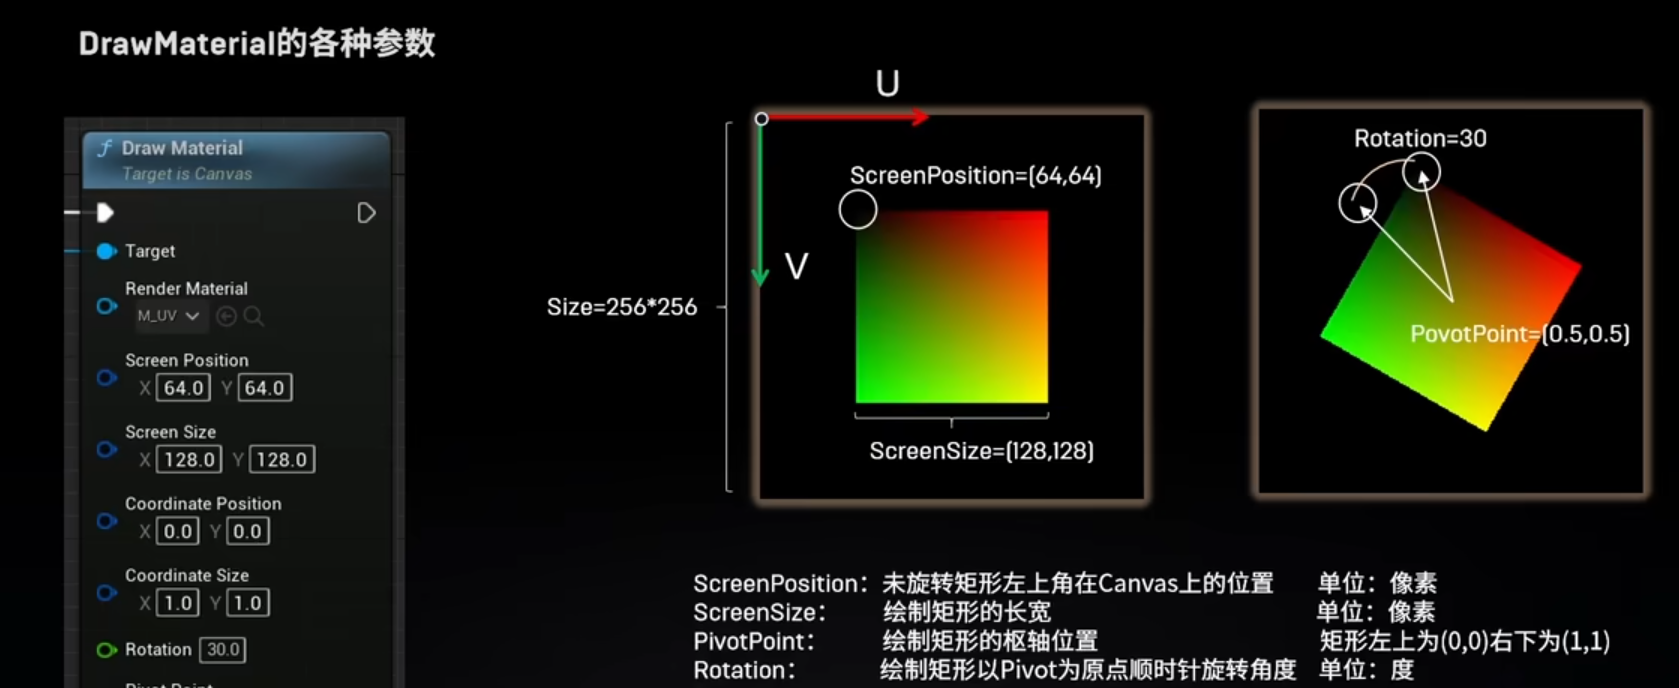 DrawMaterial的各种参数
f Draw Material
Target is Canvas
Target
Render Material
M_UV
Screen Position
X 64.0 Y 64.0
Screen Size
X 128.0 Y 128.0
Coordinate Position
X 0.0 Y 0.0
Coordinate Size
X 1.0 Y 1.0
Rotation 30.0
U
V
Size=256*256
ScreenPosition=(64,64)
ScreenSize=(128,128)
Rotation=30
PovotPoint=(0.5,0.5)
ScreenPosition：未旋转矩形左上角在Canvas上的位置 单位：像素
ScreenSize： 绘制矩形的长宽 单位：像素
PivotPoint： 绘制矩形的枢轴位置 矩形左上为(0,0)右下为(1,1)
Rotation： 绘制矩形以Pivot为原点顺时针旋转角度 单位：度